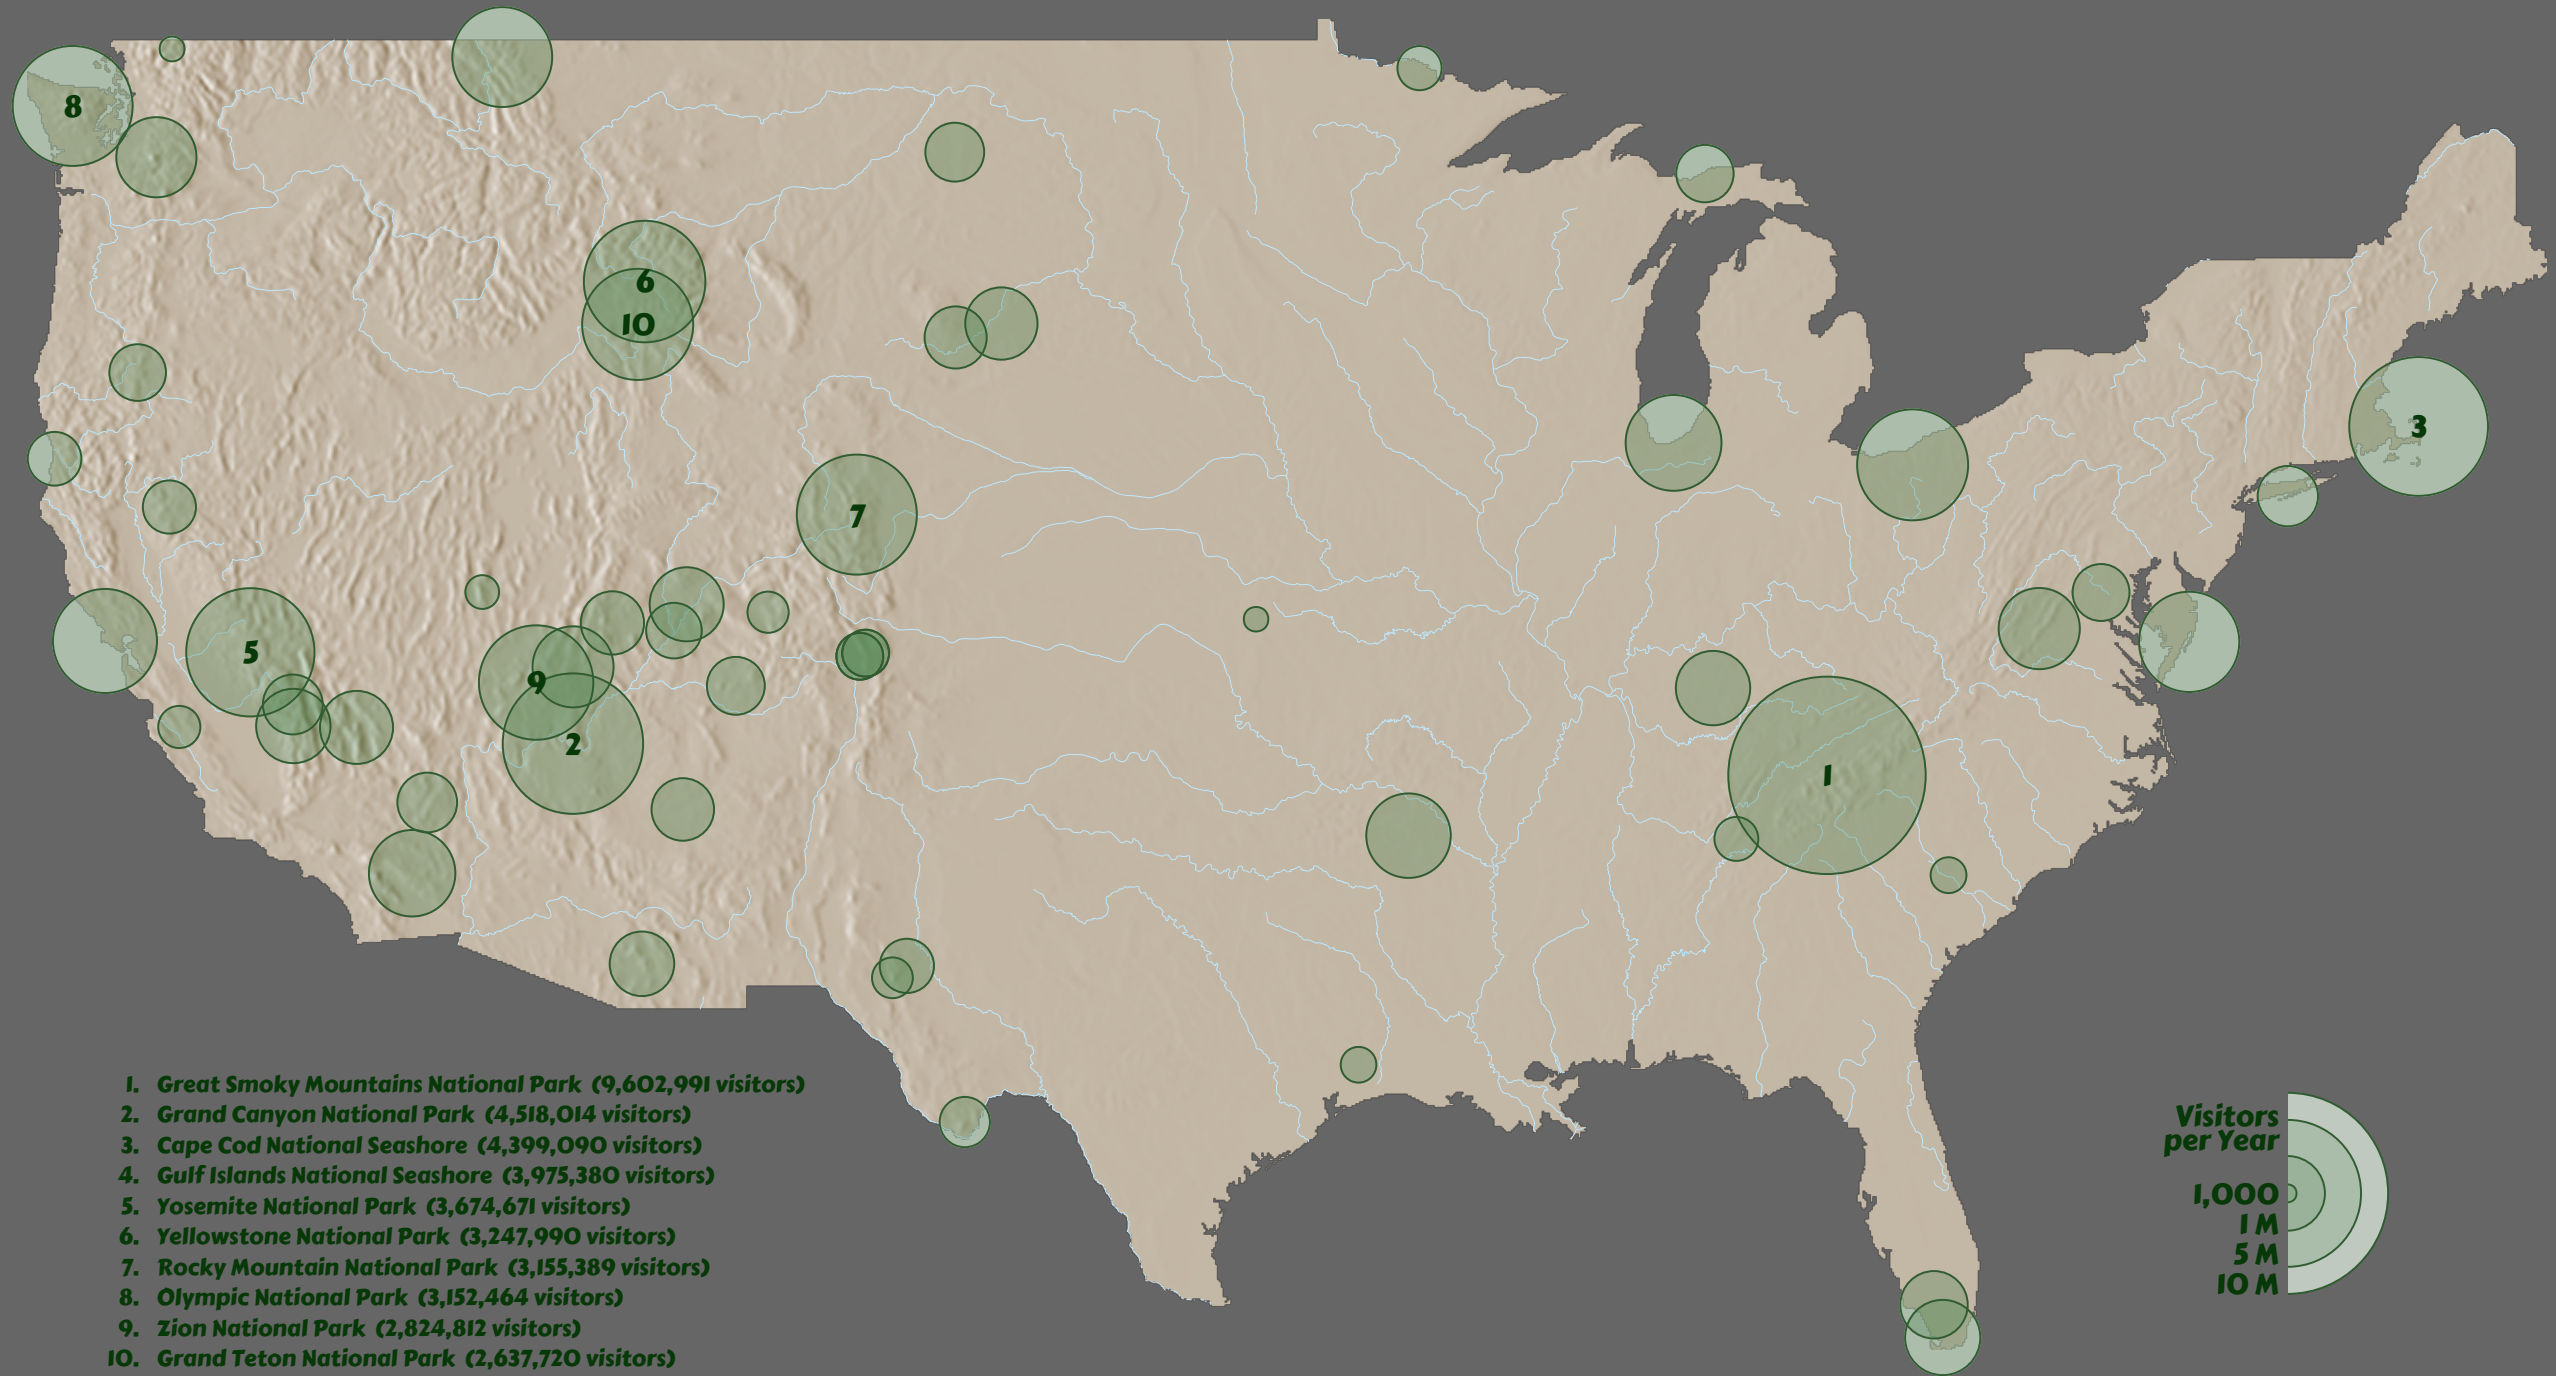 8
6
10
3
7
5
9
2
1
1. Great Smoky Mountains National Park (9,602,991 visitors)
2. Grand Canyon National Park (4,518,014 visitors)
3. Cape Cod National Seashore (4,399,090 visitors)
4. Gulf Islands National Seashore (3,975,380 visitors)
5. Yosemite National Park (3,674,671 visitors)
6. Yellowstone National Park (3,247,990 visitors)
7. Rocky Mountain National Park (3,155,389 visitors)
8. Olympic National Park (3,152,464 visitors)
9. Zion National Park (2,824,812 visitors)
10. Grand Teton National Park (2,637,720 visitors)
Visitors
per Year
1,000
1 M
5 M
10 M